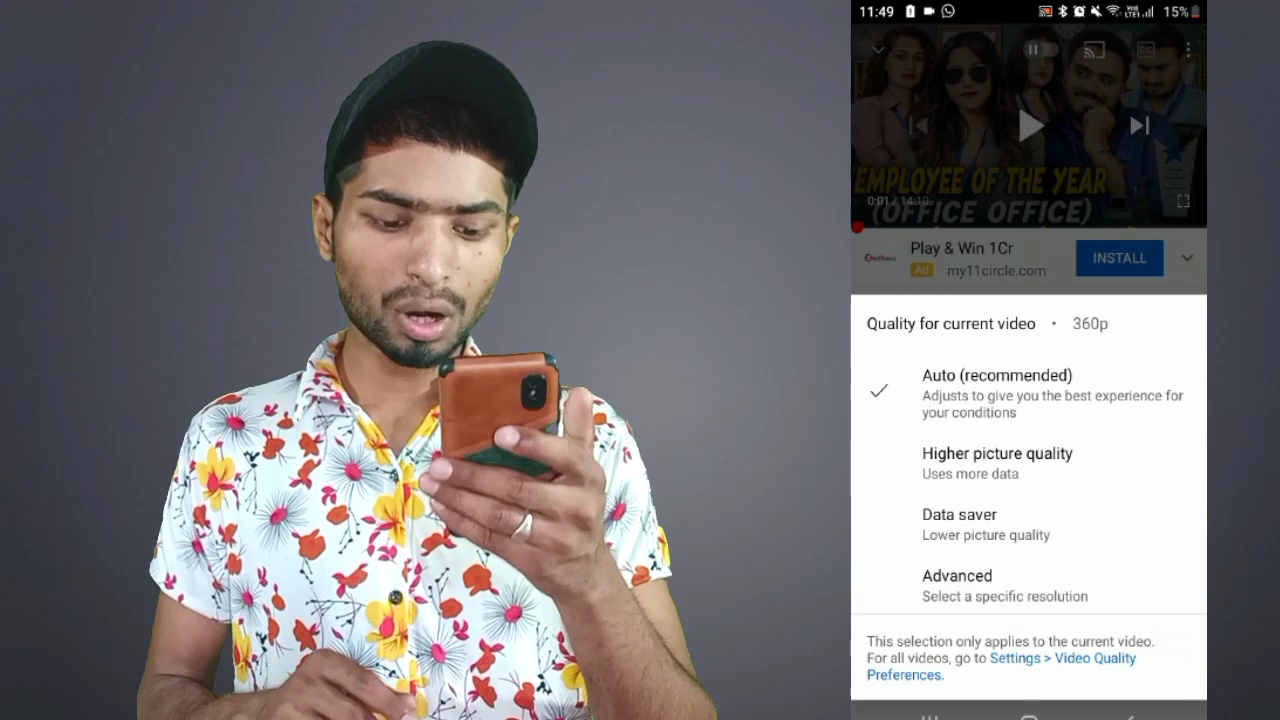 11:49
15%
CC
EMPLOYEE OF THE YEAR
(OFFICE OFFICE)
0:01 / 14:10
Play & Win 1Cr
Ad my11circle.com
INSTALL
Quality for current video • 360p
Auto (recommended)
Adjusts to give you the best experience for
your conditions
Higher picture quality
Uses more data
Data saver
Lower picture quality
Advanced
Select a specific resolution
This selection only applies to the current video.
For all videos, go to Settings > Video Quality
Preferences.